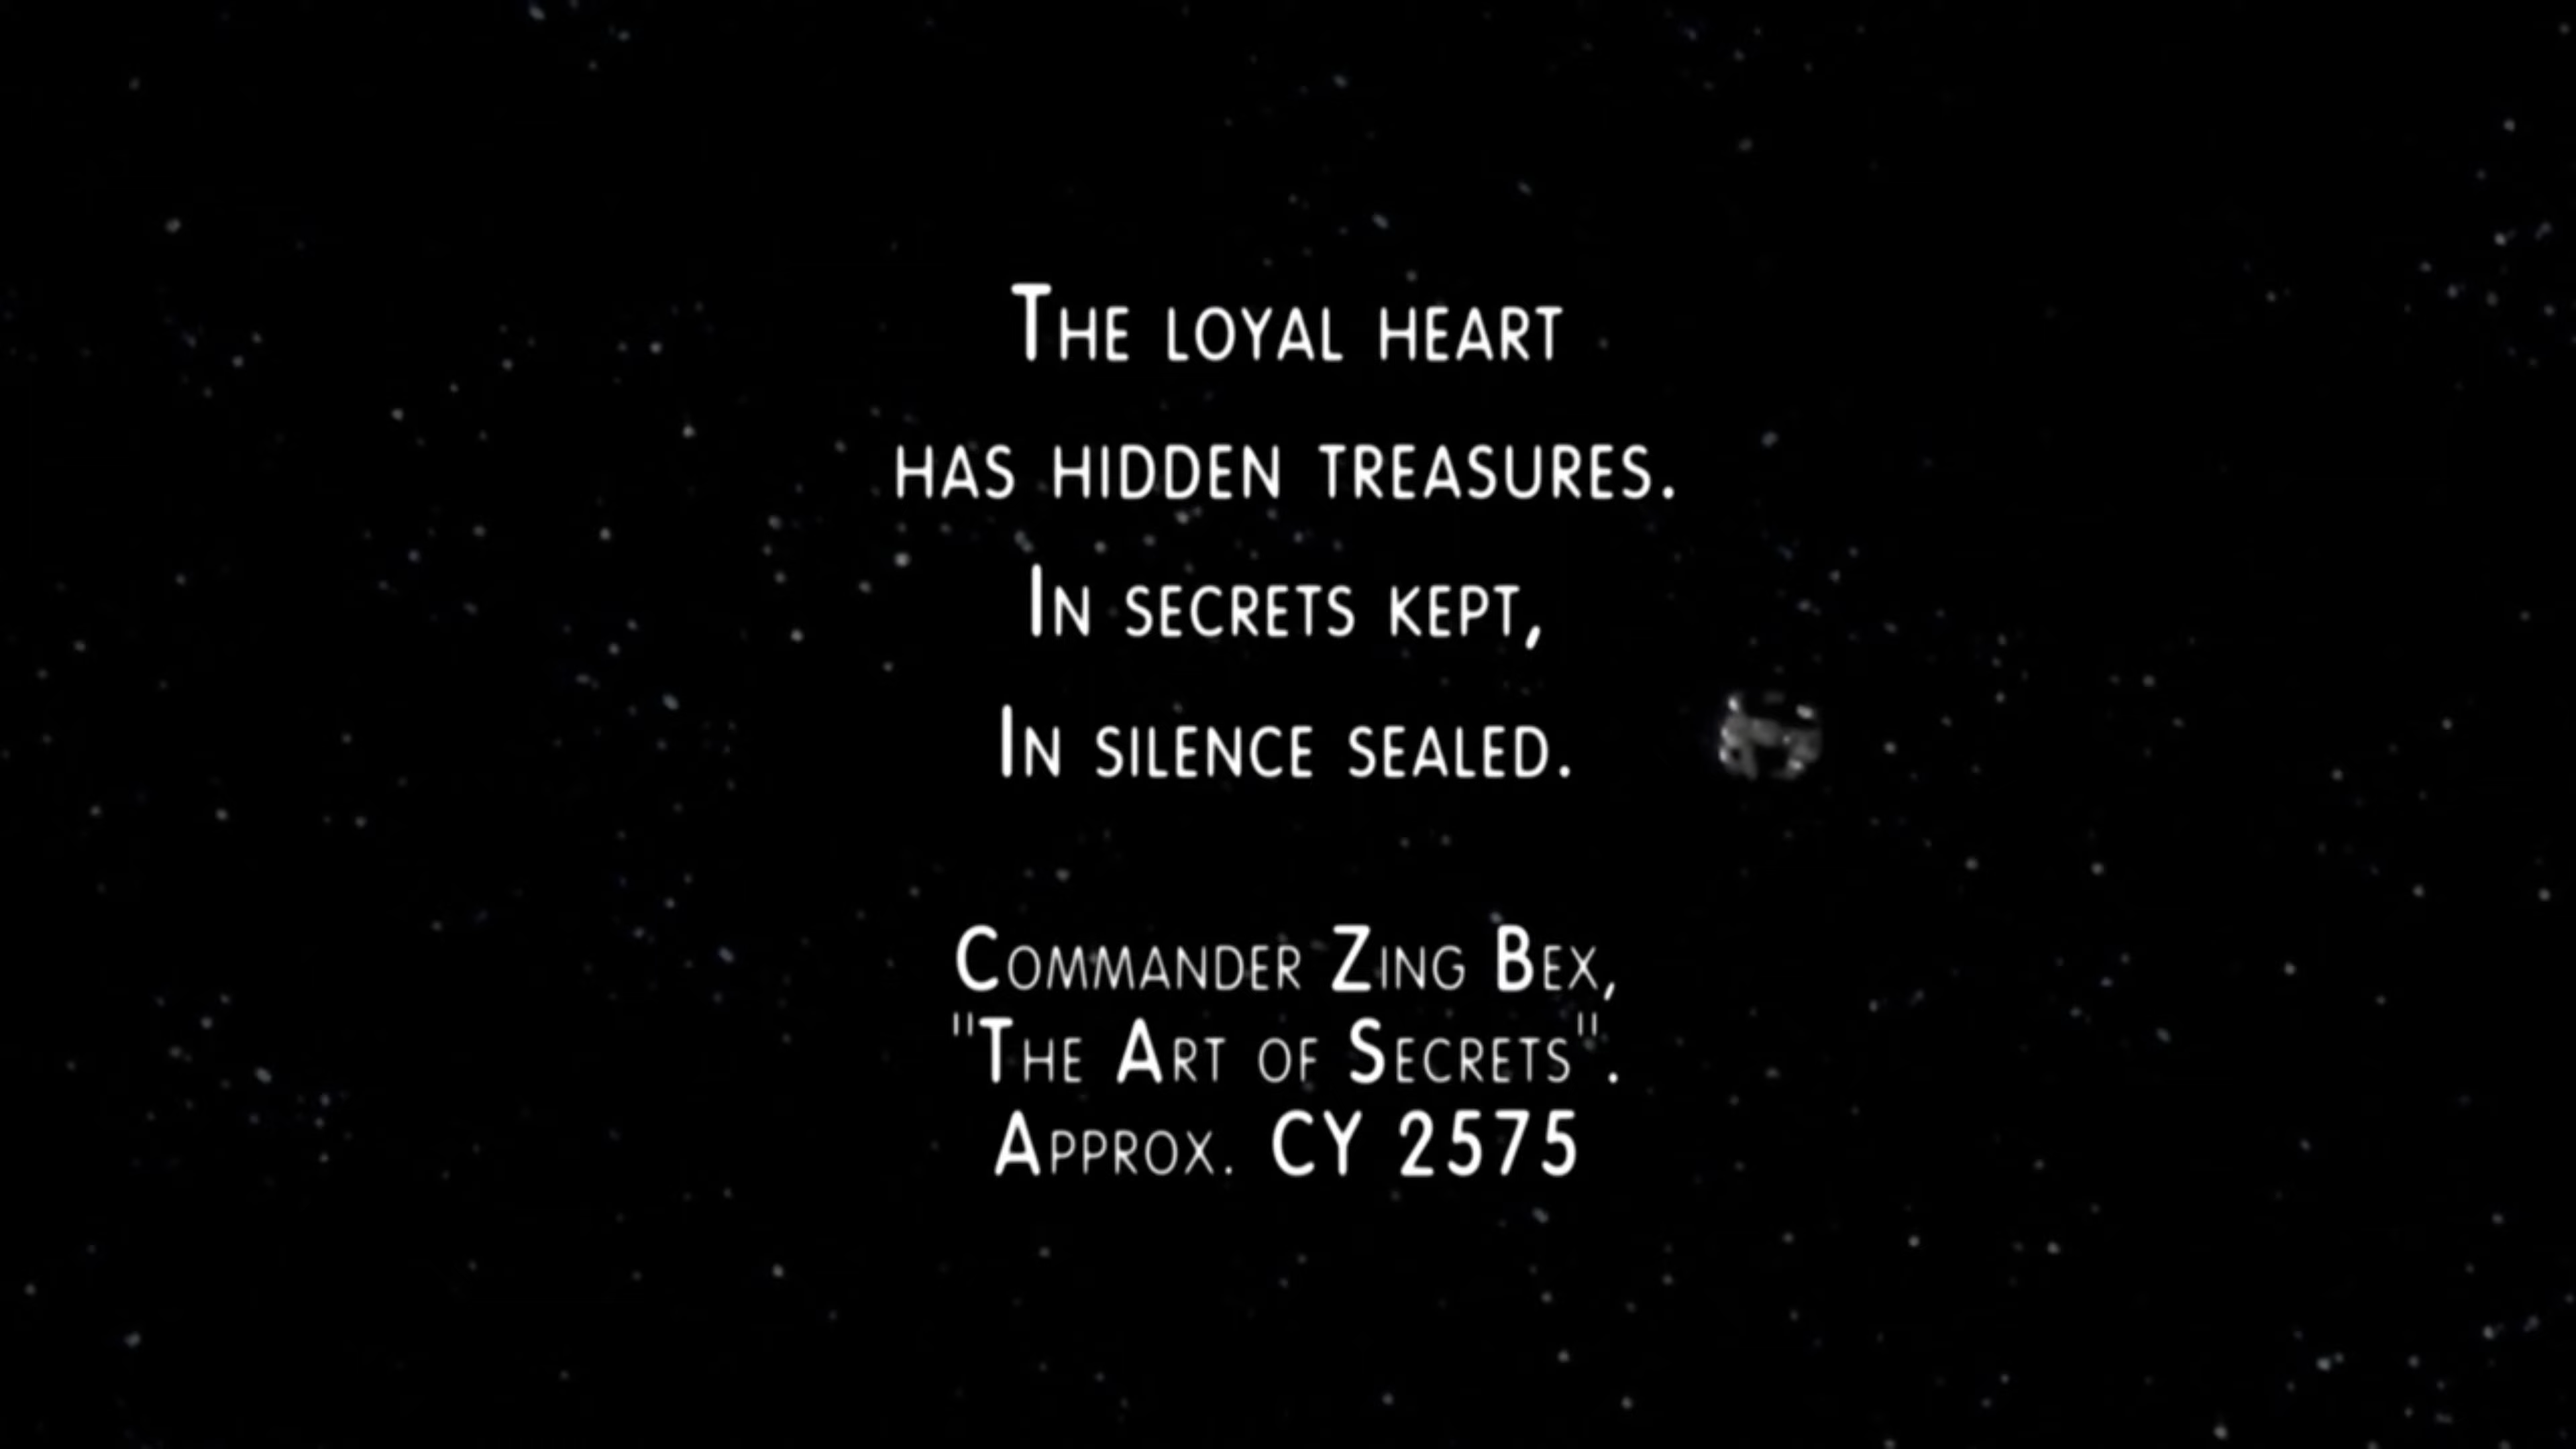 The loyal heart
has hidden treasures.
In secrets kept,
In silence sealed.
Commander Zing Bex,
"The Art of Secrets".
Approx. CY 2575